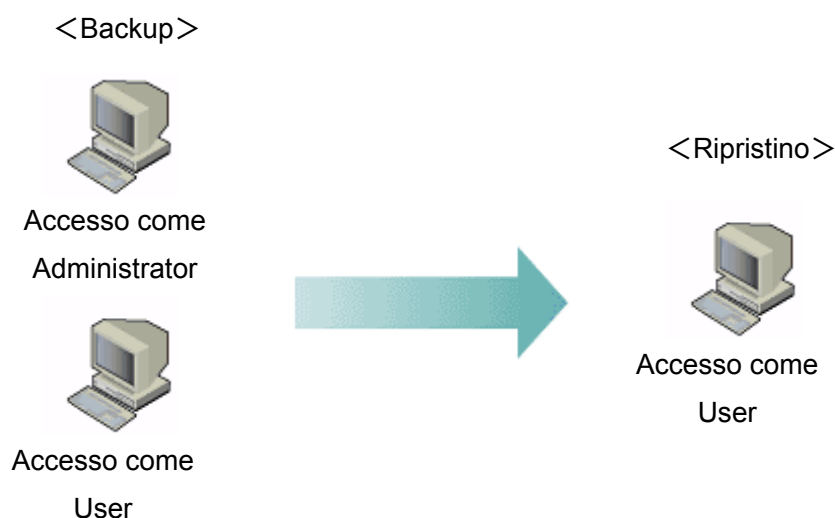 ＜Backup＞
Accesso come
Administrator
Accesso come
User
＜Ripristino＞
Accesso come
User